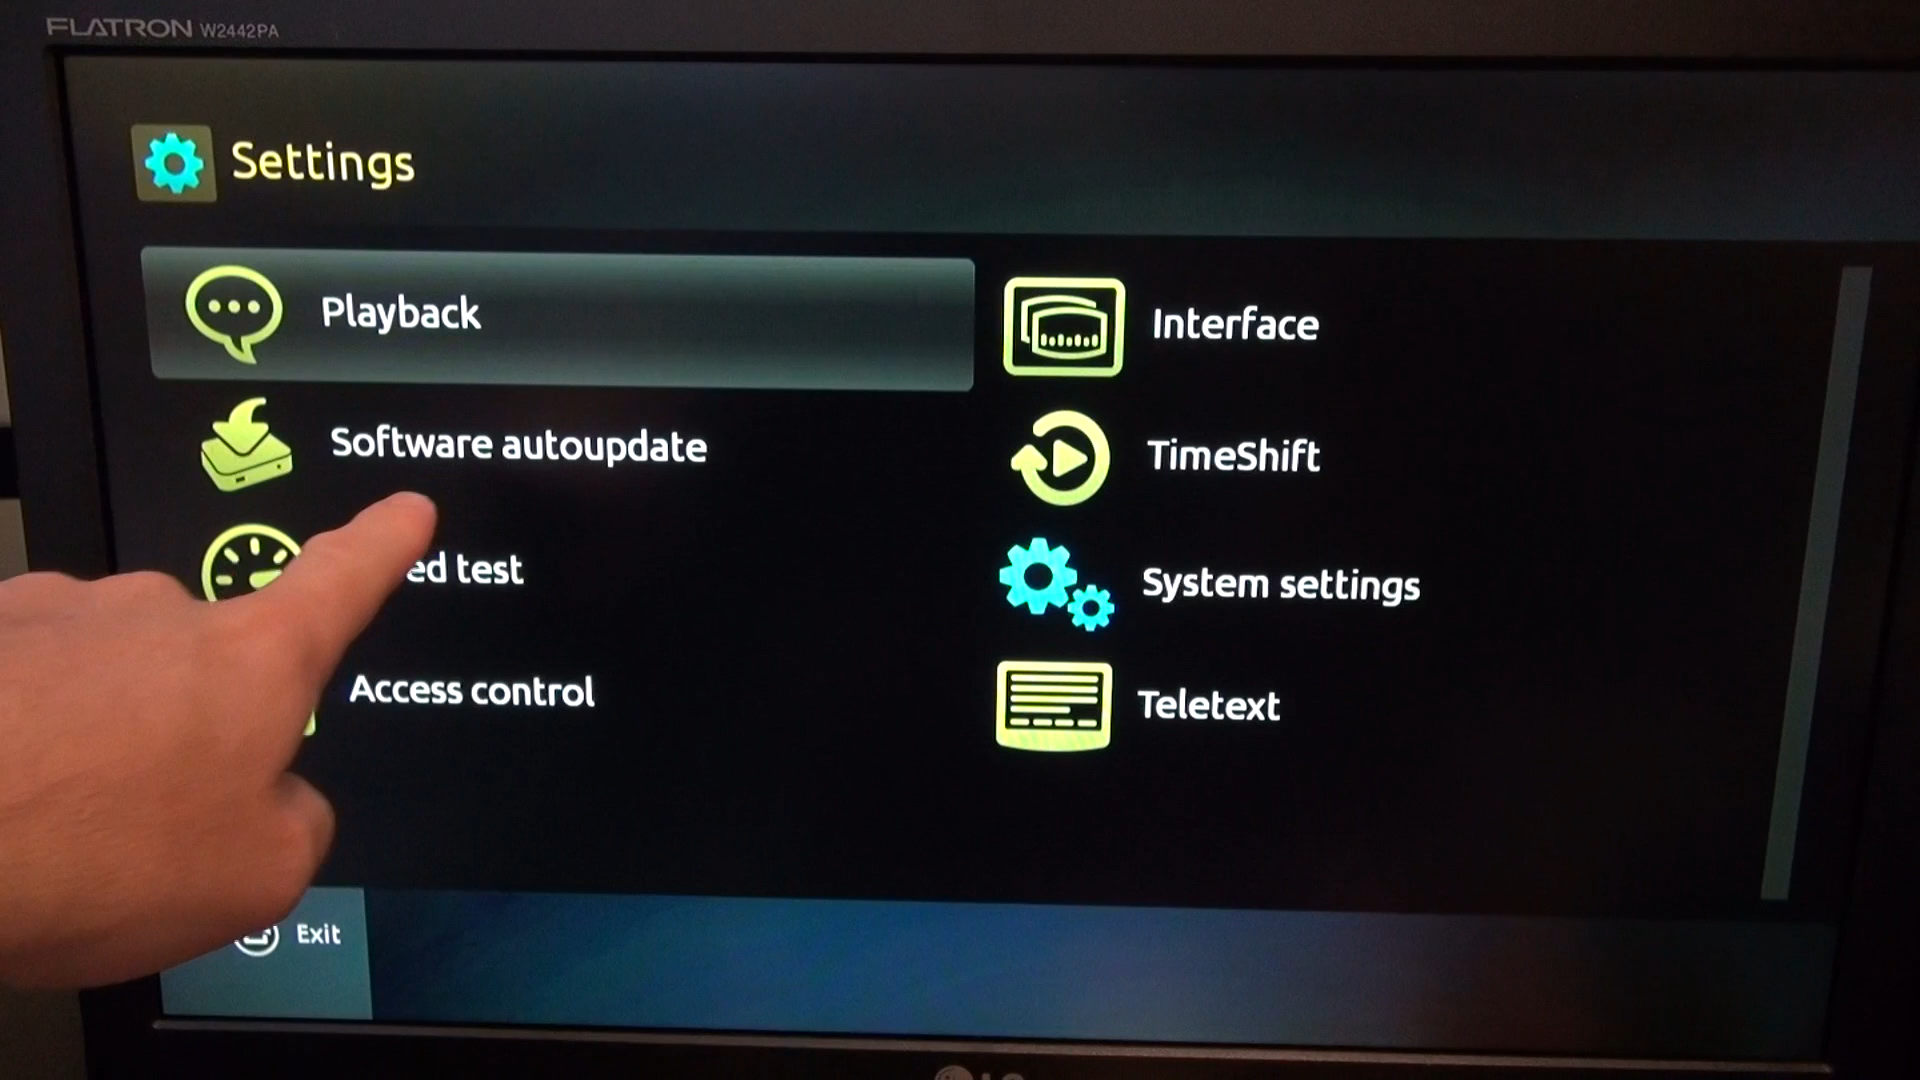 FLATRON W2442PA
Settings
Playback
Interface
Software autoupdate
TimeShift
ed test
System settings
Access control
Teletext
Exit